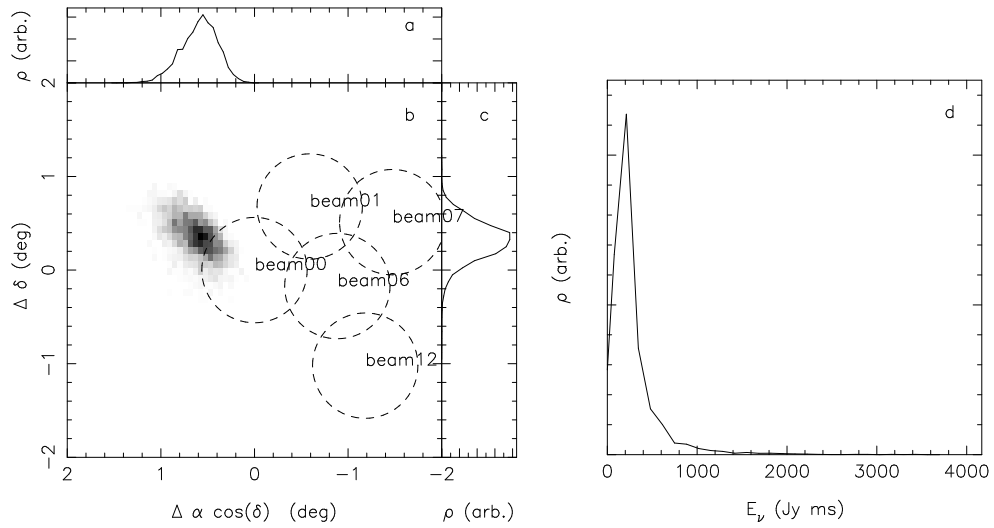 ρ (arb.)
a
2
b
c
d
1
0
−1
−2
Δ δ (deg)
beam01
beam07
beam00
beam06
beam12
2 1 0 −1 −2
Δ α cos(δ) (deg)
ρ (arb.)
ρ (arb.)
0 1000 2000 3000 4000
E_ν (Jy ms)